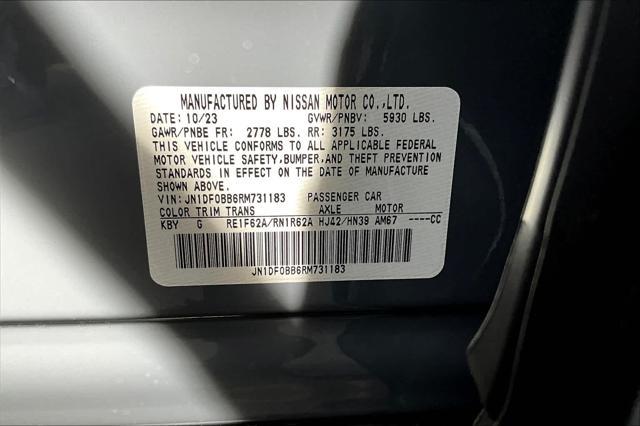 MANUFACTURED BY NISSAN MOTOR CO.,LTD.
DATE: 10/23 GVWR/PNBV: 5930 LBS.
GAWR/PNBE FR: 2778 LBS. RR: 3175 LBS.
THIS VEHICLE CONFORMS TO ALL APPLICABLE FEDERAL
MOTOR VEHICLE SAFETY,BUMPER,AND THEFT PREVENTION
STANDARDS IN EFFECT ON THE DATE OF MANUFACTURE
SHOWN ABOVE.
VIN: JN1DF0BB6RM731183 PASSENGER CAR
COLOR TRIM TRANS AXLE MOTOR
KBY G RE1F62A/RN1R62A HJ42/HN39 AM67 ----CC
JN1DF0BB6RM731183